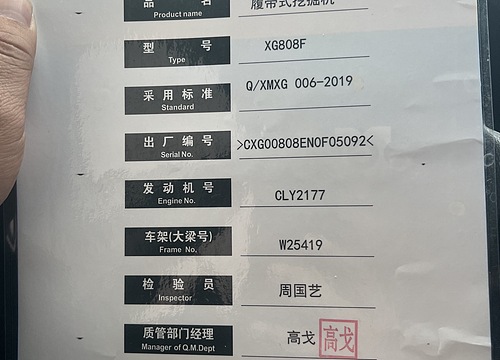 品 名 履带式挖掘机
Product name
型 号 XG808F
Type
采 用 标 准 Q/XMXG 006-2019
Standard
出 厂 编 号 >CXG00808EN0F05092<
Serial No.
发 动 机 号 CLY2177
Engine No.
车架(大梁号) W25419
Frame No.
检 验 员 周国艺
Inspector
质管部门经理 高戈 高戈
Manager of Q.M.Dept